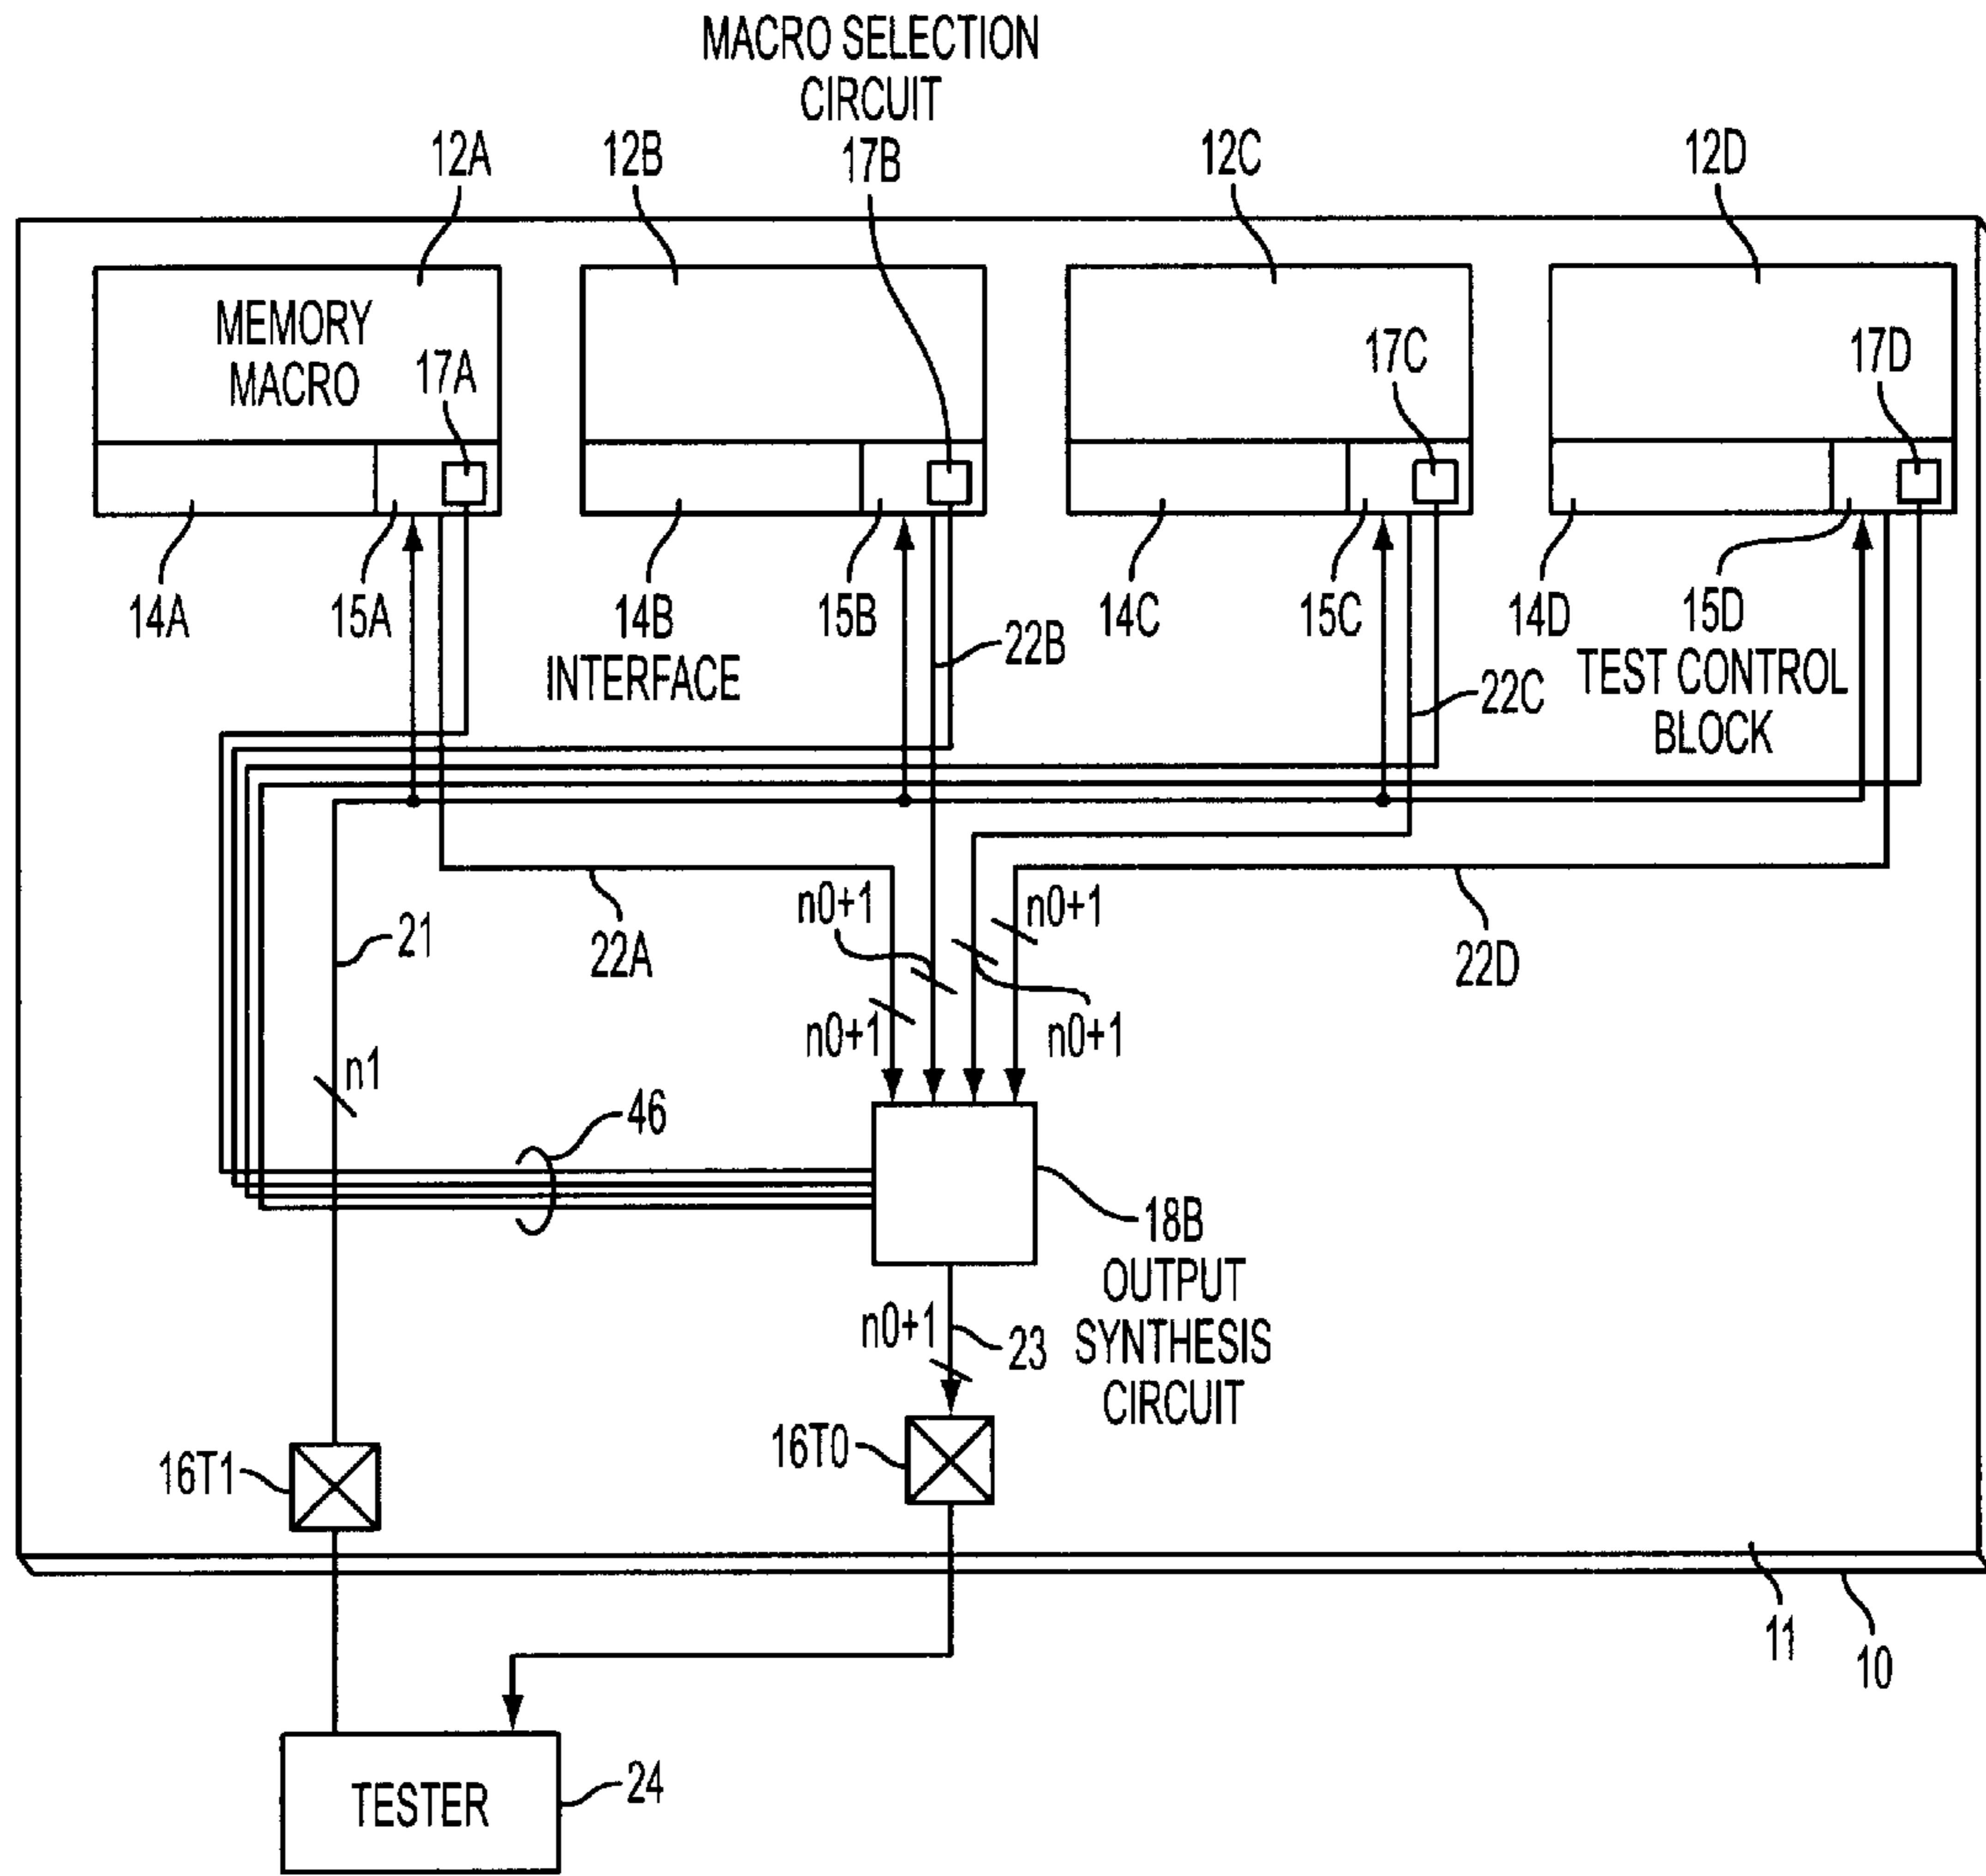 MACRO SELECTION
CIRCUIT
12A
12B
17B
12C
12D
MEMORY
MACRO
17A
17C
17D
14A
15A
14B
15B
14C
15C
14D
15D
INTERFACE
22B
22C
TEST CONTROL
BLOCK
21
22A
n0+1
n0+1
22D
n0+1
n0+1
n1
46
18B
OUTPUT
SYNTHESIS
CIRCUIT
n0+1
23
16T1
16T0
11
10
TESTER
24